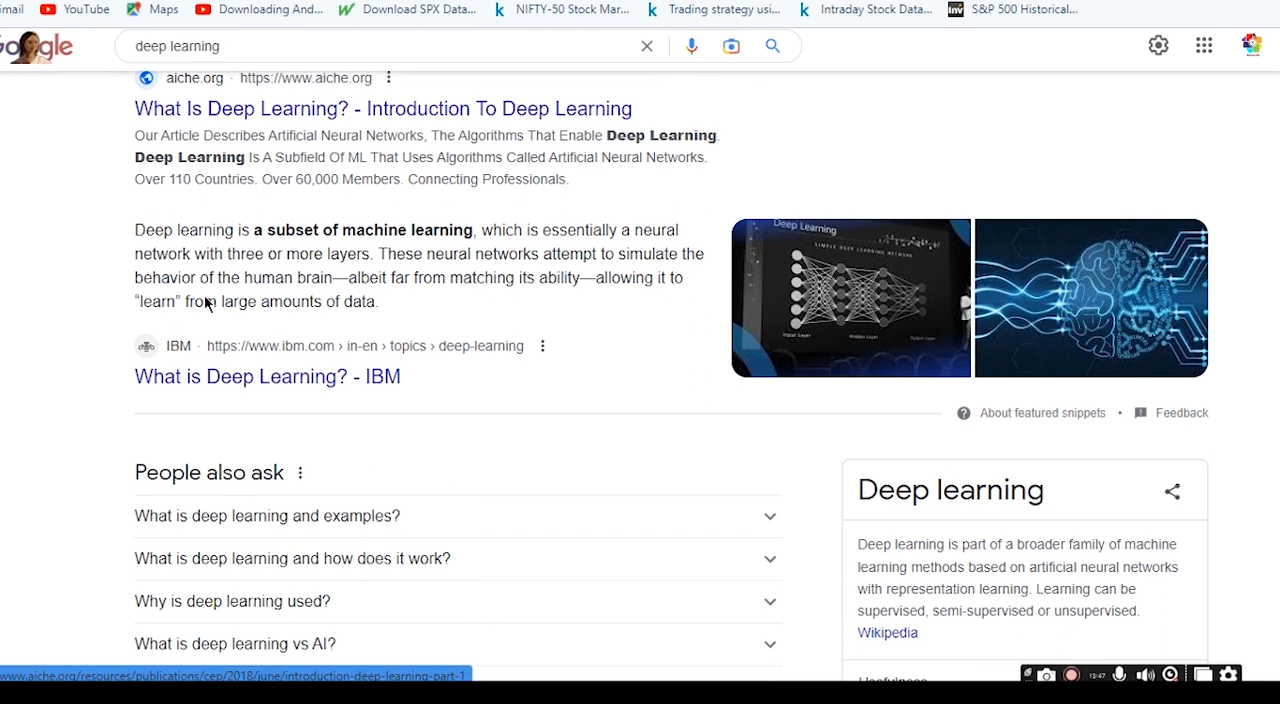 mail YouTube Maps Downloading And... Download SPX Data... NIFTY-50 Stock Mar... Trading strategy usi... Intraday Stock Data... S&P 500 Historical...
Google
deep learning
aiche.org · https://www.aiche.org
What Is Deep Learning? - Introduction To Deep Learning
Our Article Describes Artificial Neural Networks, The Algorithms That Enable Deep Learning.
Deep Learning Is A Subfield Of ML That Uses Algorithms Called Artificial Neural Networks.
Over 110 Countries. Over 60,000 Members. Connecting Professionals.
Deep learning is a subset of machine learning, which is essentially a neural
network with three or more layers. These neural networks attempt to simulate the
behavior of the human brain—albeit far from matching its ability—allowing it to
“learn” from large amounts of data.
Deep Learning
Input Layer
Hidden Layer
Output Layer
IBM · https://www.ibm.com › in-en › topics › deep-learning
What is Deep Learning? - IBM
About featured snippets • Feedback
People also ask
What is deep learning and examples?
What is deep learning and how does it work?
Why is deep learning used?
What is deep learning vs AI?
Deep learning
Deep learning is part of a broader family of machine
learning methods based on artificial neural networks
with representation learning. Learning can be
supervised, semi-supervised or unsupervised.
Wikipedia
www.aiche.org/resources/publications/cep/2018/june/introduction-deep-learning-part-1
13:47